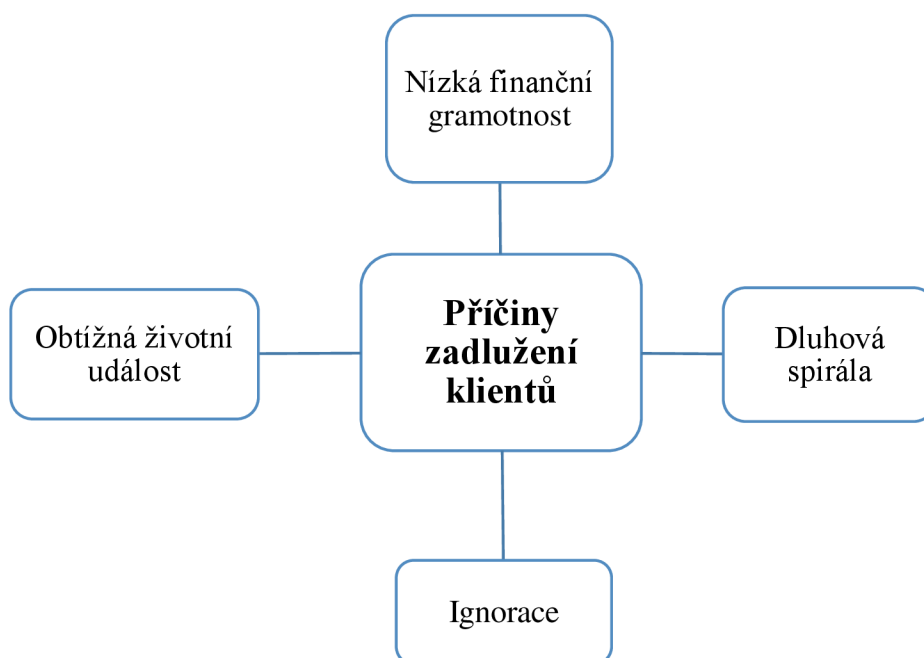 Nízká finanční
gramotnost
Obtížná životní
událost
Příčiny
zadlužení
klientů
Dluhová
spirála
Ignorace